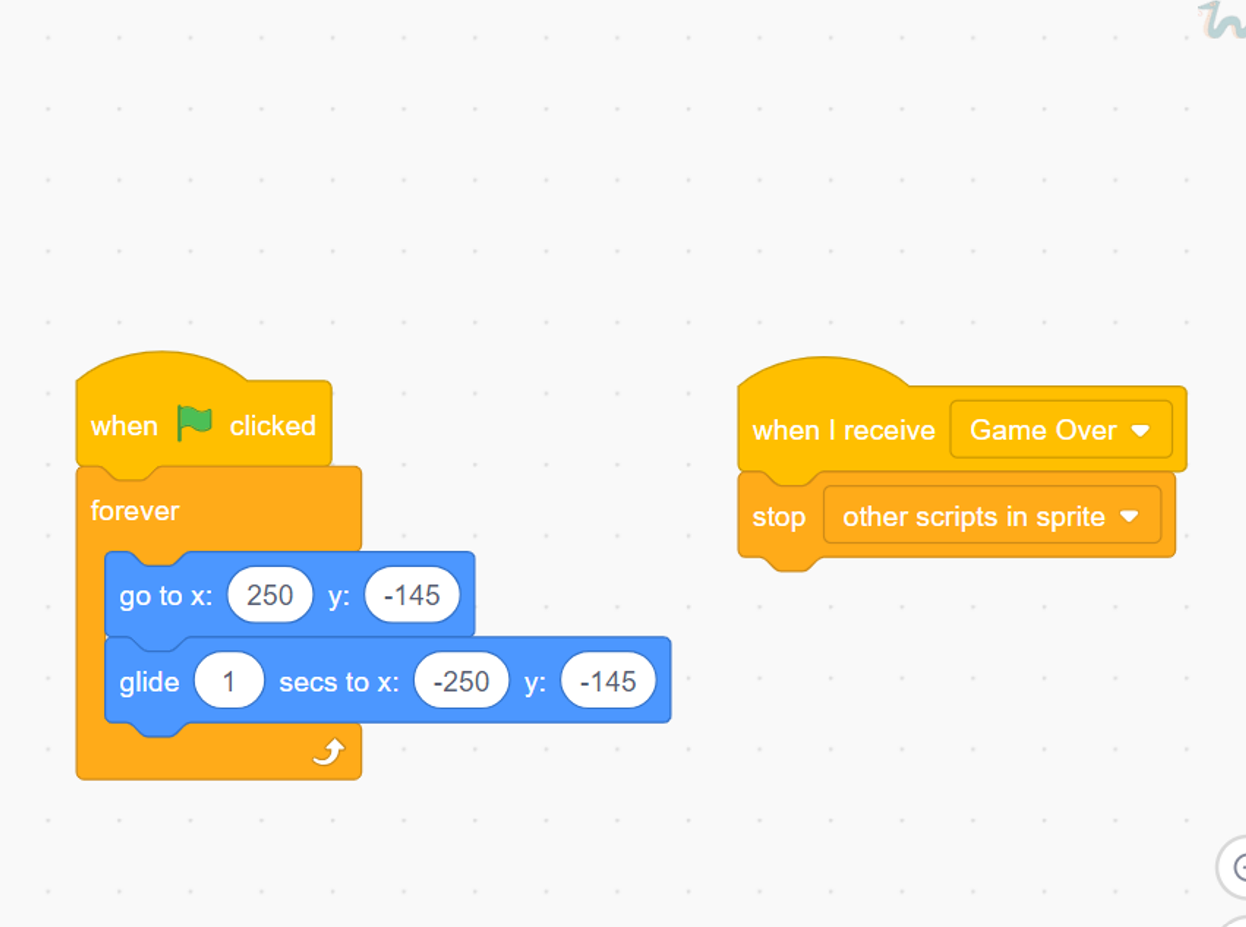 when clicked
forever
go to x: 250 y: -145
glide 1 secs to x: -250 y: -145
when I receive Game Over
stop other scripts in sprite